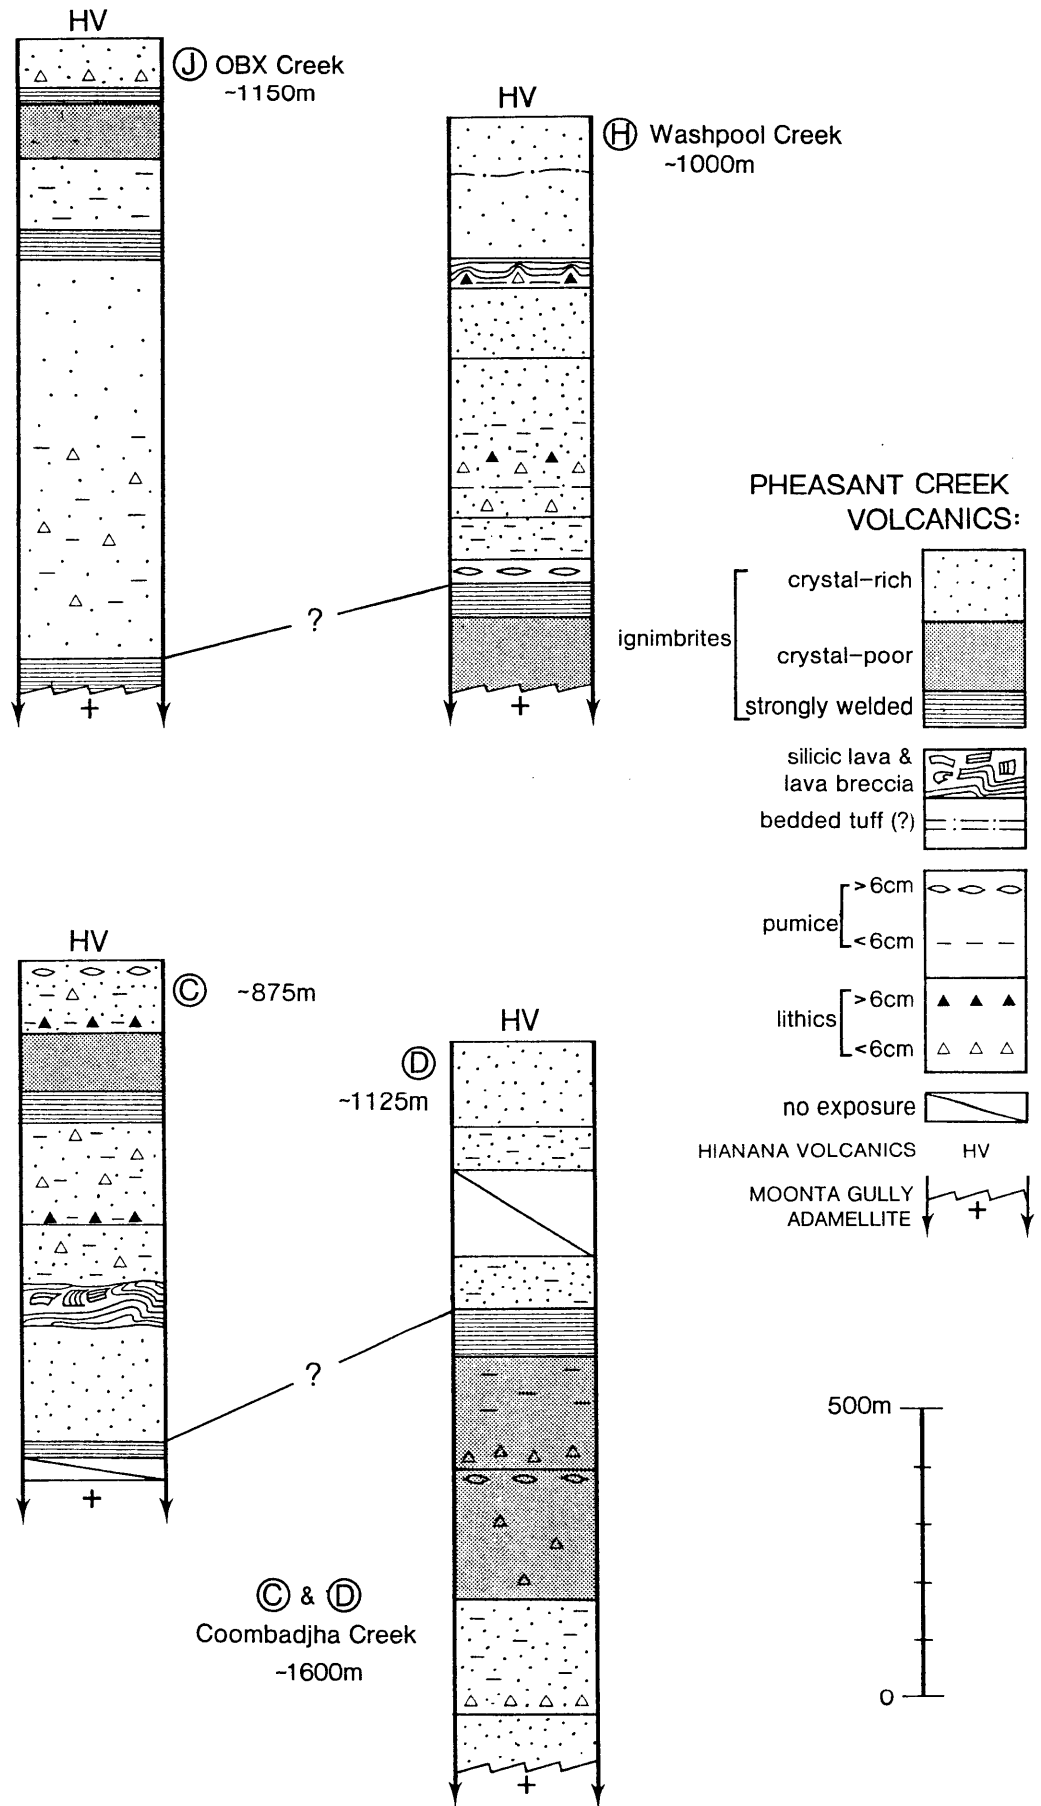 HV
Ⓙ OBX Creek
~1150m
HV
Ⓗ Washpool Creek
~1000m
?
PHEASANT CREEK
VOLCANICS:
crystal-rich
ignimbrites
crystal-poor
strongly welded
silicic lava &
lava breccia
bedded tuff (?)
>6cm
pumice
<6cm
>6cm
lithics
<6cm
no exposure
HIANANA VOLCANICS HV
MOONTA GULLY
ADAMELLITE
+
+
+
HV
Ⓒ ~875m
HV
Ⓓ
~1125m
?
+
500m
0
Ⓒ & Ⓓ
Coombadjha Creek
~1600m
+